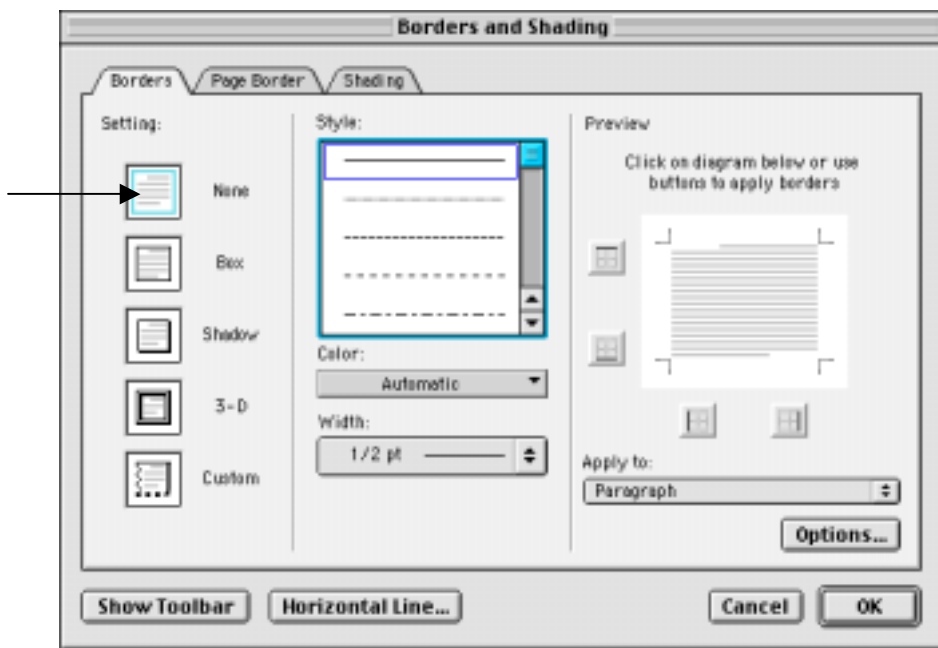 Borders and Shading
Borders
Page Border
Shading
Setting:
None
Box
Shadow
3-D
Custom
Style:
Color:
Automatic
Width:
1/2 pt
Preview
Click on diagram below or use
buttons to apply borders
Apply to:
Paragraph
Options...
Show Toolbar
Horizontal Line...
Cancel
OK